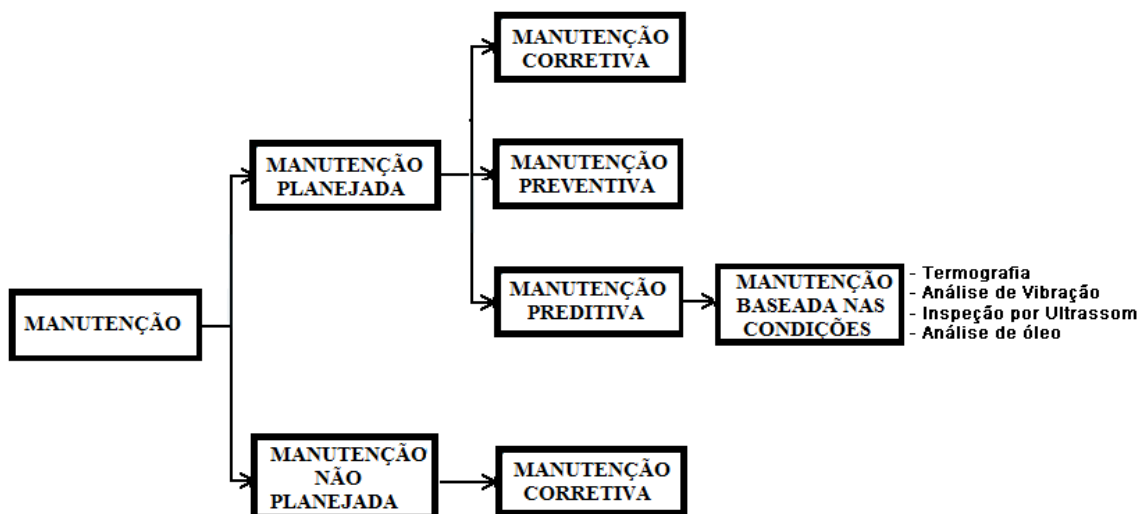 MANUTENÇÃO
CORRETIVA
MANUTENÇÃO
PLANEJADA
MANUTENÇÃO
PREVENTIVA
MANUTENÇÃO
MANUTENÇÃO
PREDITIVA
MANUTENÇÃO
BASEADA NAS
CONDIÇÕES
- Termografia
- Análise de Vibração
- Inspeção por Ultrassom
- Análise de óleo
MANUTENÇÃO
NÃO
PLANEJADA
MANUTENÇÃO
CORRETIVA